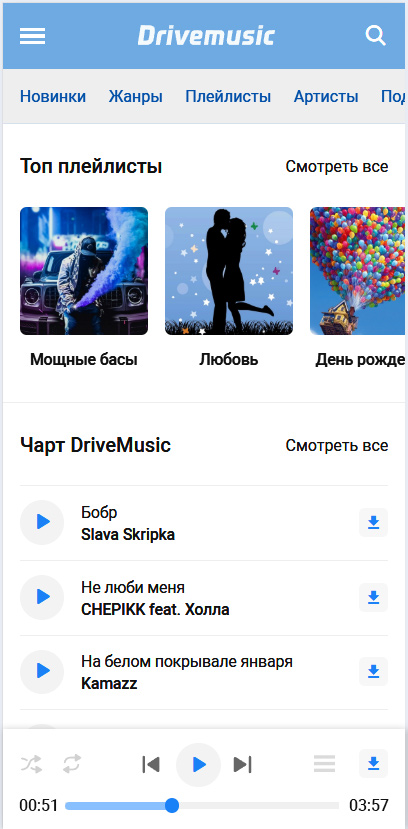 Drivemusic
Новинки Жанры Плейлисты Артисты Под
Топ плейлисты Смотреть все
Мощные басы Любовь День рожде
Чарт DriveMusic Смотреть все
Бобр
Slava Skripka
Не люби меня
CHEPIKK feat. Холла
На белом покрывале января
Kamazz
00:51 03:57